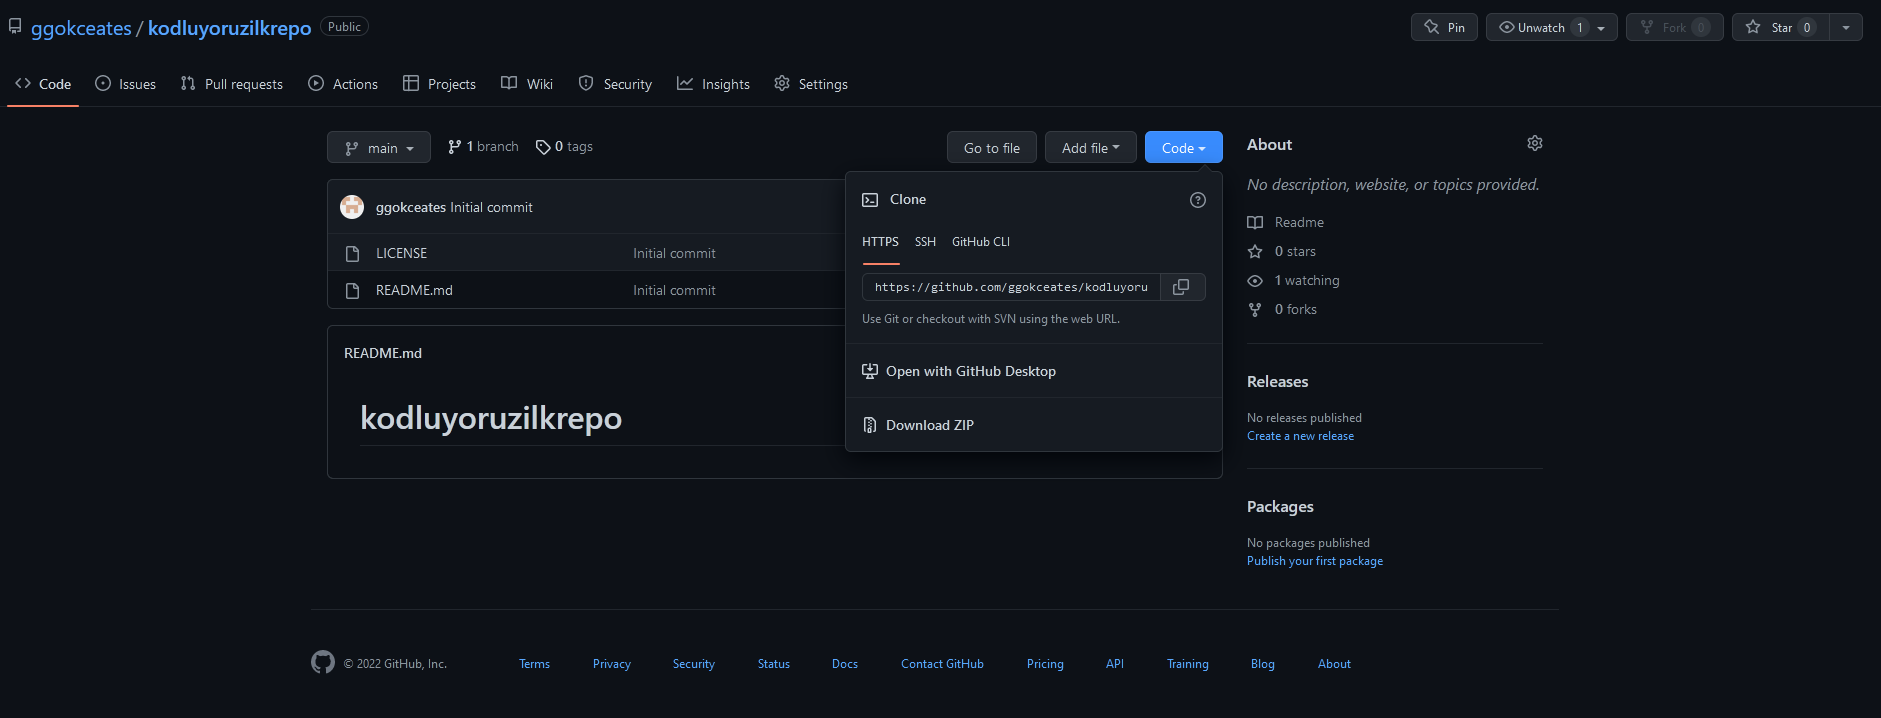 ggokceates / kodluyoruzilkrepo Public
Pin Unwatch 1 Fork 0 Star 0
Code Issues Pull requests Actions Projects Wiki Security Insights Settings
main 1 branch 0 tags Go to file Add file Code
ggokceates Initial commit
LICENSE Initial commit
README.md Initial commit
README.md
kodluyoruzilkrepo
Clone
HTTPS SSH GitHub CLI
https://github.com/ggokceates/kodluyoru
Use Git or checkout with SVN using the web URL.
Open with GitHub Desktop
Download ZIP
About
No description, website, or topics provided.
Readme
0 stars
1 watching
0 forks
Releases
No releases published
Create a new release
Packages
No packages published
Publish your first package
© 2022 GitHub, Inc. Terms Privacy Security Status Docs Contact GitHub Pricing API Training Blog About